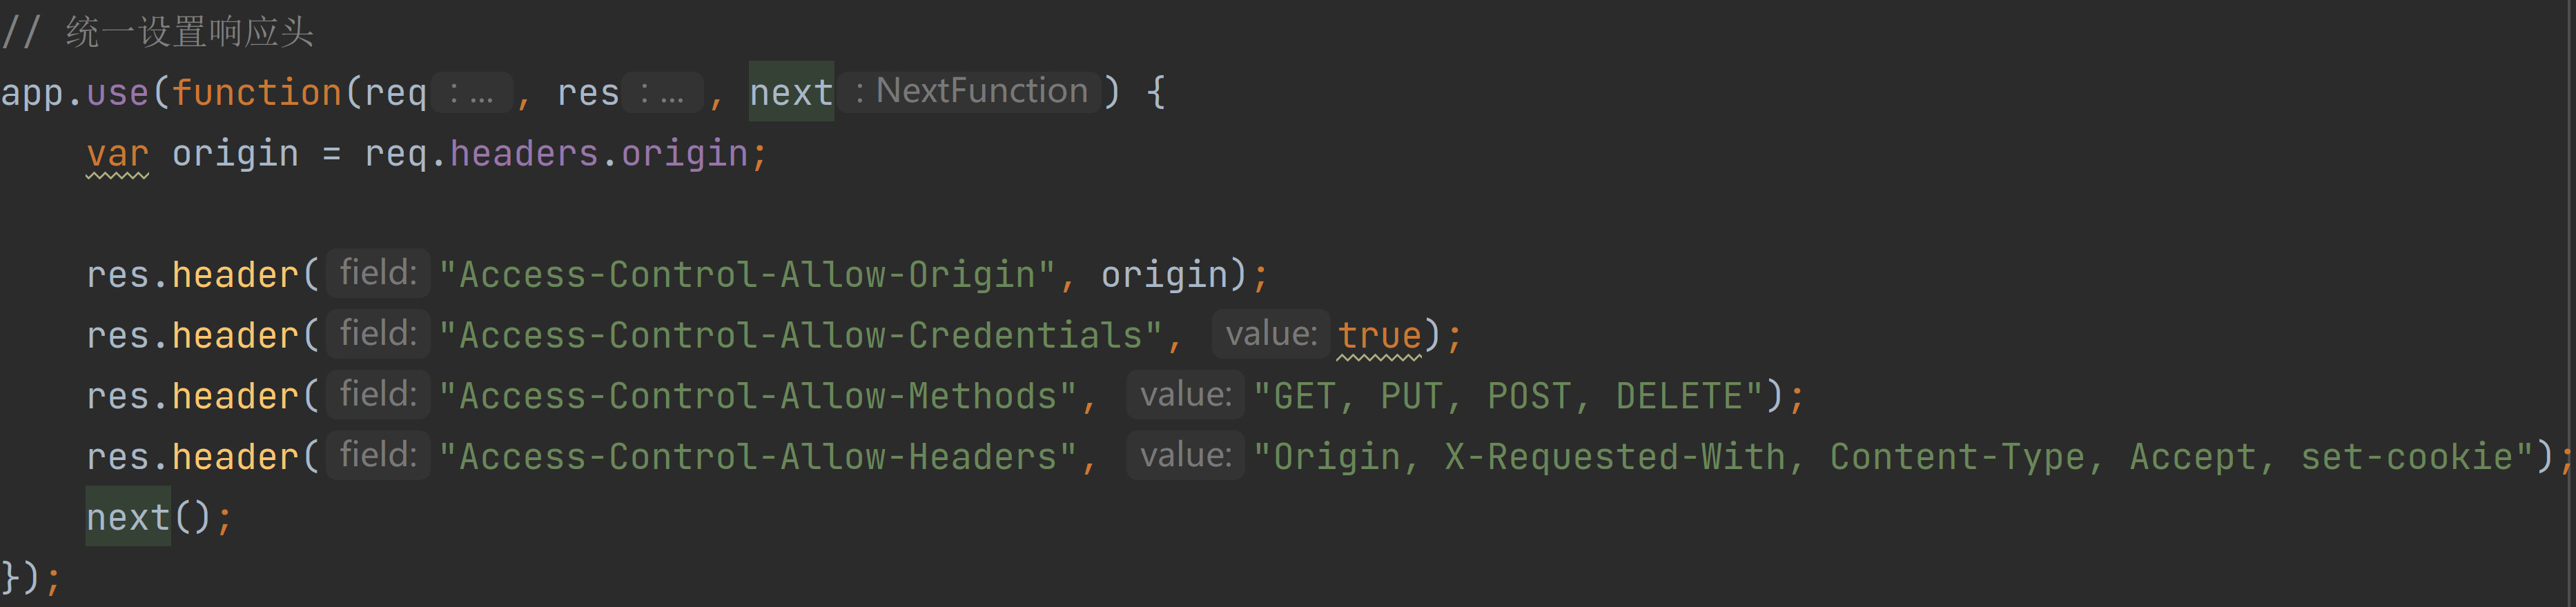 // 统一设置响应头
app.use(function(req : ... , res : ... , next : NextFunction ) {
    var origin = req.headers.origin;
    res.header( field: "Access-Control-Allow-Origin", origin);
    res.header( field: "Access-Control-Allow-Credentials", value: true);
    res.header( field: "Access-Control-Allow-Methods", value: "GET, PUT, POST, DELETE");
    res.header( field: "Access-Control-Allow-Headers", value: "Origin, X-Requested-With, Content-Type, Accept, set-cookie");
    next();
});